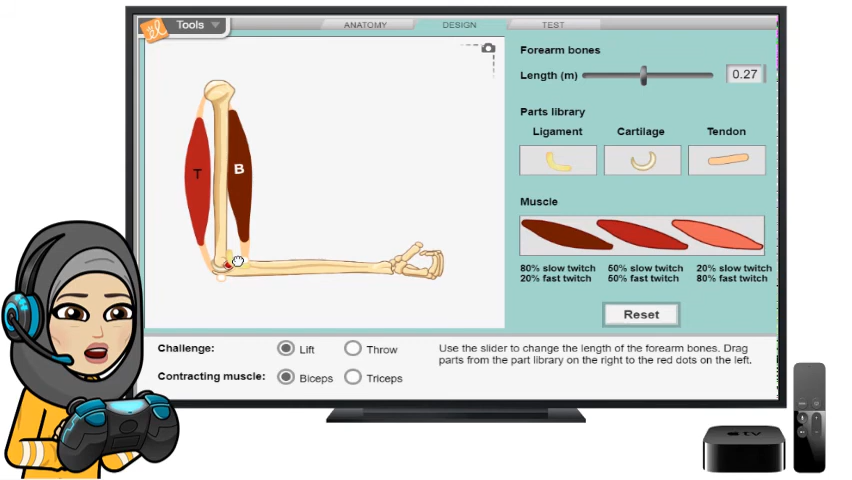 Tools
ANATOMY
DESIGN
TEST
Forearm bones
Length (m)
0.27
Parts library
Ligament
Cartilage
Tendon
T
B
Muscle
80% slow twitch
20% fast twitch
50% slow twitch
50% fast twitch
20% slow twitch
80% fast twitch
Reset
Challenge:
Lift
Throw
Contracting muscle:
Biceps
Triceps
Use the slider to change the length of the forearm bones. Drag
parts from the part library on the right to the red dots on the left.
tv